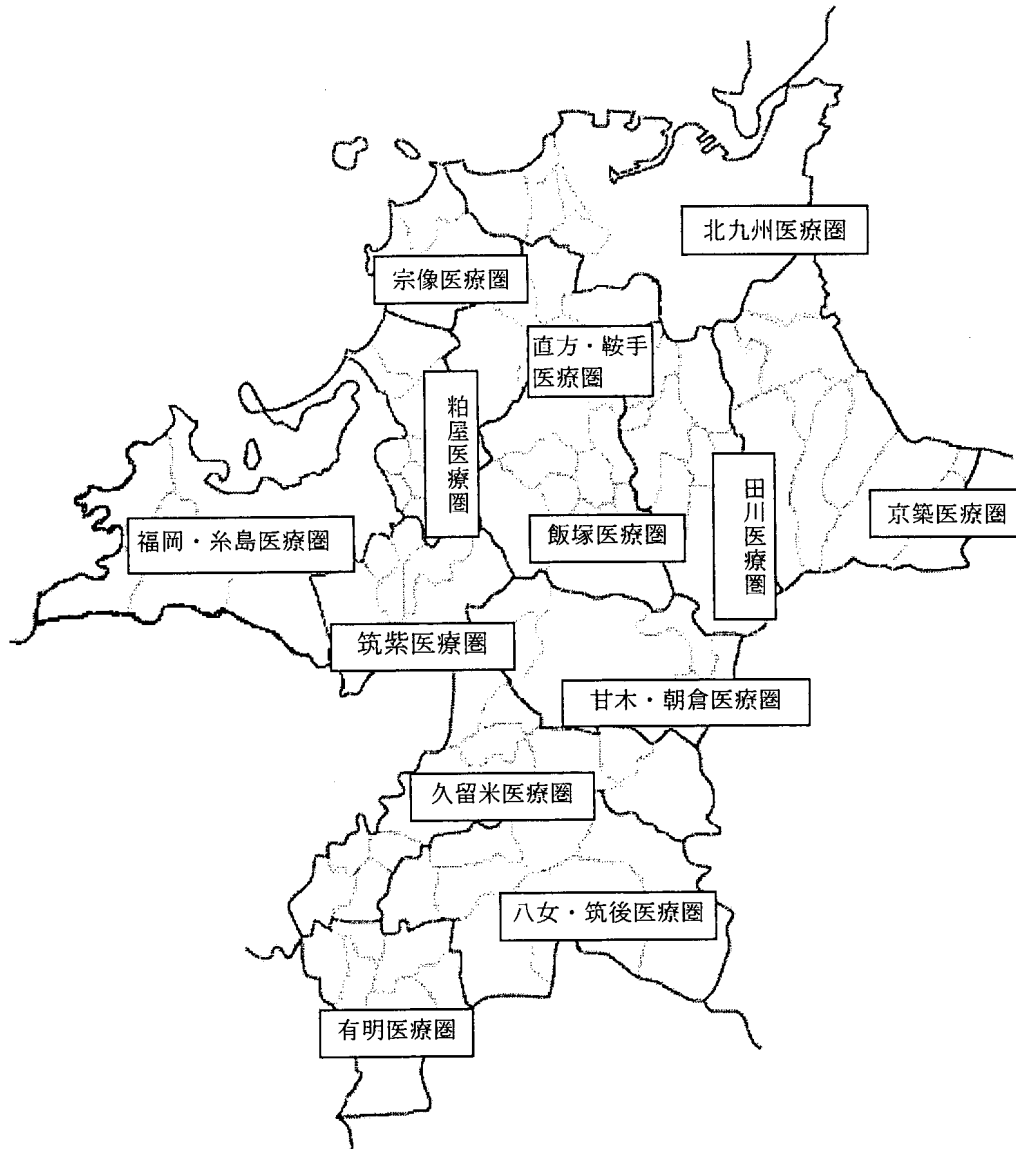 北九州医療圏
宗像医療圏
直方・鞍手
医療圏
粕屋医療圏
田川医療圏
京築医療圏
福岡・糸島医療圏
飯塚医療圏
筑紫医療圏
甘木・朝倉医療圏
久留米医療圏
八女・筑後医療圏
有明医療圏